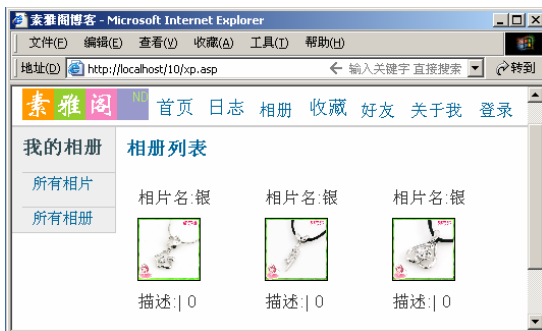 素雅阁博客 - Microsoft Internet Explorer
文件(F) 编辑(E) 查看(V) 收藏(A) 工具(T) 帮助(H)
地址(D) http://localhost/10/xp.asp ← 输入关键字 直接搜索 转到
素雅阁 ND 首页 日志 相册 收藏 好友 关于我 登录
我的相册 相册列表
所有相片
所有相册
相片名:银 相片名:银 相片名:银
描述:| 0 描述:| 0 描述:| 0